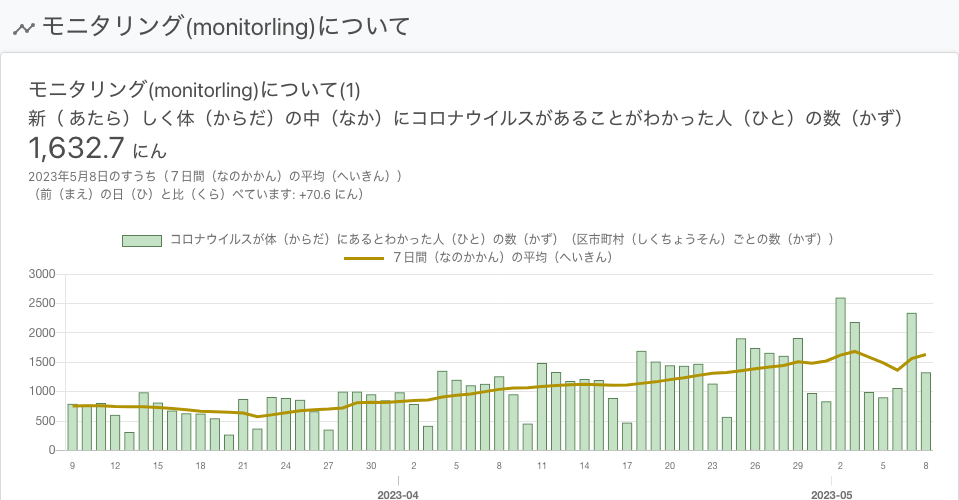 モニタリング(monitorling)について
モニタリング(monitorling)について(1)
新（ あたら）しく体（からだ）の中（なか）にコロナウイルスがあることがわかった人（ひと）の数（かず）
1,632.7 にん
2023年5月8日のすうち（７日間（なのかかん）の平均（へいきん））
（前（まえ）の日（ひ）と比（くら）べています: +70.6 にん）
コロナウイルスが体（からだ）にあるとわかった人（ひと）の数（かず）（区市町村（しくちょうそん）ごとの数（かず））
７日間（なのかかん）の平均（へいきん）
3000
2500
2000
1500
1000
500
0
9 12 15 18 21 24 27 30 2 5 8 11 14 17 20 23 26 29 2 5 8
2023-04 2023-05